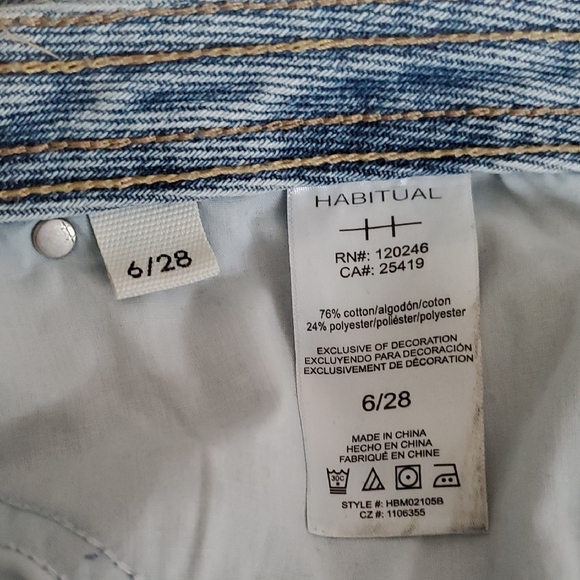 6/28
HABITUAL
RN#: 120246
CA#: 25419
76% cotton/algodón/coton
24% polyester/poliéster/polyester
EXCLUSIVE OF DECORATION
EXCLUYENDO PARA DECORACIÓN
EXCLUSIVEMENT DE DÉCORATION
6/28
MADE IN CHINA
HECHO EN CHINA
FABRIQUÉ EN CHINE
30C
STYLE #: HBM02105B
CZ #: 1106355